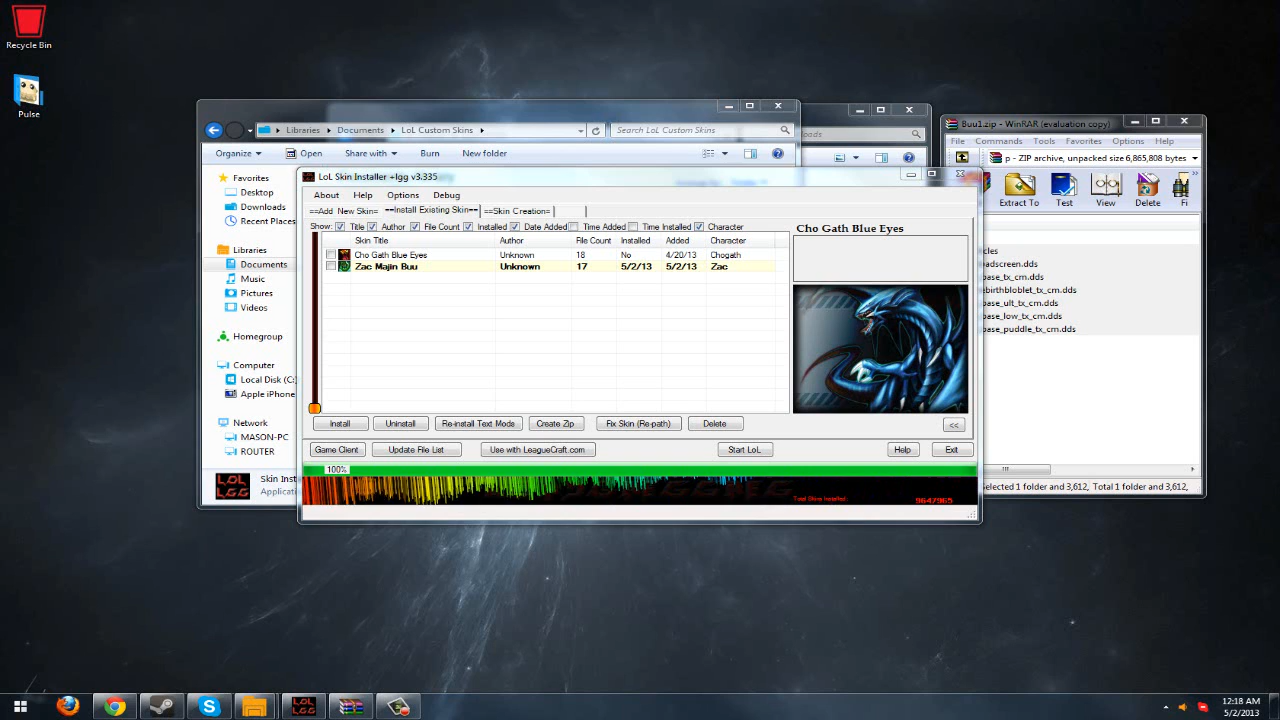 Recycle Bin
Pulse
Libraries
Documents
LoL Custom Skins
Search LoL Custom Skins
Organize
Open
Share with
Burn
New folder
Favorites
Desktop
Downloads
Recent Places
Libraries
Documents
Music
Pictures
Videos
Homegroup
Computer
Local Disk (C:
Apple iPhone
Network
MASON-PC
ROUTER
Skin Inst
Applicatio
LoL Skin Installer +lgg v3.335
About Help Options Debug
==Add New Skin= ==Install Existing Skin== ==Skin Creation=
Show: Title Author File Count Installed Date Added Time Added Time Installed Character
Skin Title Author File Count Installed Added Character
Cho Gath Blue Eyes Unknown 18 No 4/20/13 Chogath
Zac Majin Buu Unknown 17 5/2/13 5/2/13 Zac
Cho Gath Blue Eyes
Install Uninstall Re-install Text Mode Create Zip Fix Skin (Re-path) Delete <<
Game Client Update File List Use with LeagueCraft.com Start LoL Help Exit
100%
Total Skins Installed:
9647965
oads
Buu1.zip - WinRAR (evaluation copy)
File Commands Tools Favorites Options Help
p - ZIP archive, unpacked size 6,865,808 bytes
Extract To Test View Delete Fi
cles
eadscreen.dds
base_tx_cm.dds
ebirthbloblet_tx_cm.dds
base_ult_tx_cm.dds
base_low_tx_cm.dds
base_puddle_tx_cm.dds
Selected 1 folder and 3,612, Total 1 folder and 3,612,
12:18 AM
5/2/2013